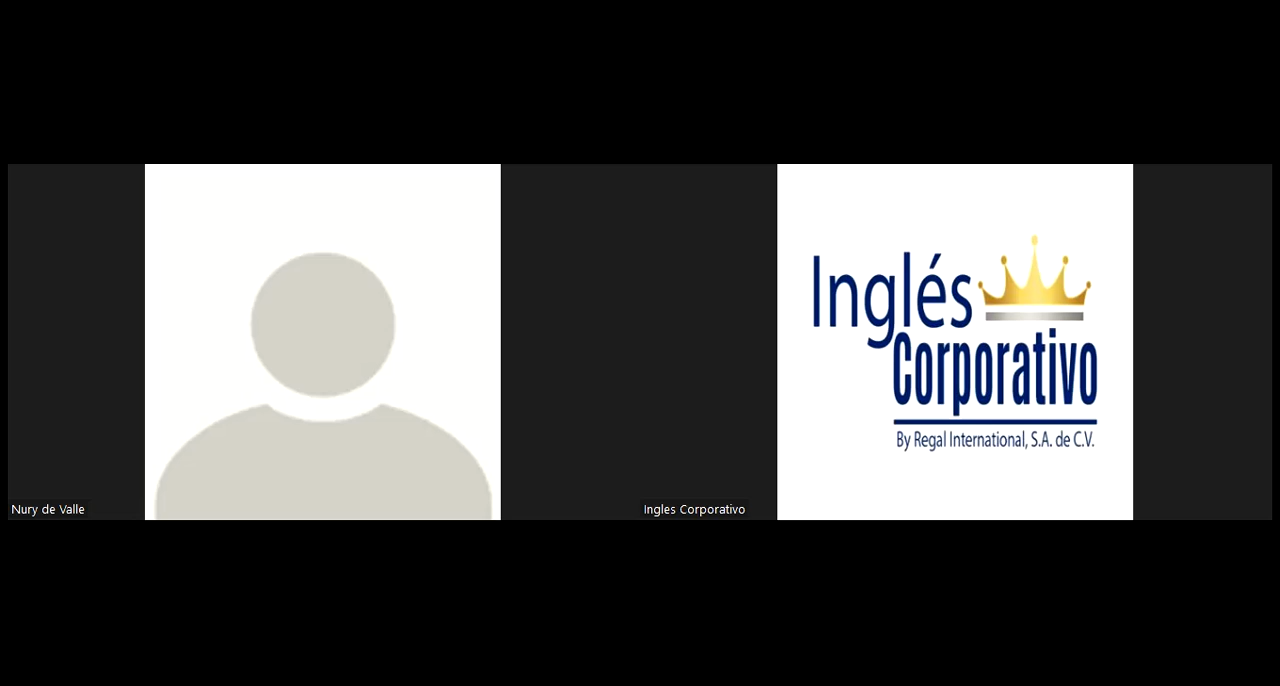 Inglés
Corporativo
By Regal International, S.A. de C.V.
Nury de Valle
Ingles Corporativo